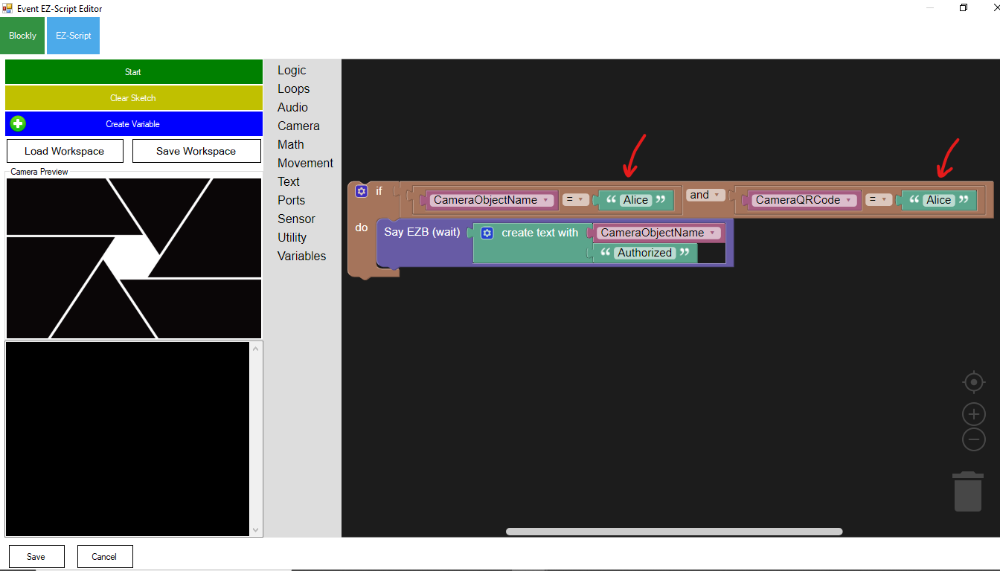 Event EZ-Script Editor
Blockly EZ-Script
Start
Clear Sketch
Create Variable
Load Workspace Save Workspace
Camera Preview
Logic
Loops
Audio
Camera
Math
Movement
Text
Ports
Sensor
Utility
Variables
if CameraObjectName = “ Alice ” and CameraQRCode = “ Alice ”
do Say EZB (wait) create text with CameraObjectName
“ Authorized ”
Save Cancel